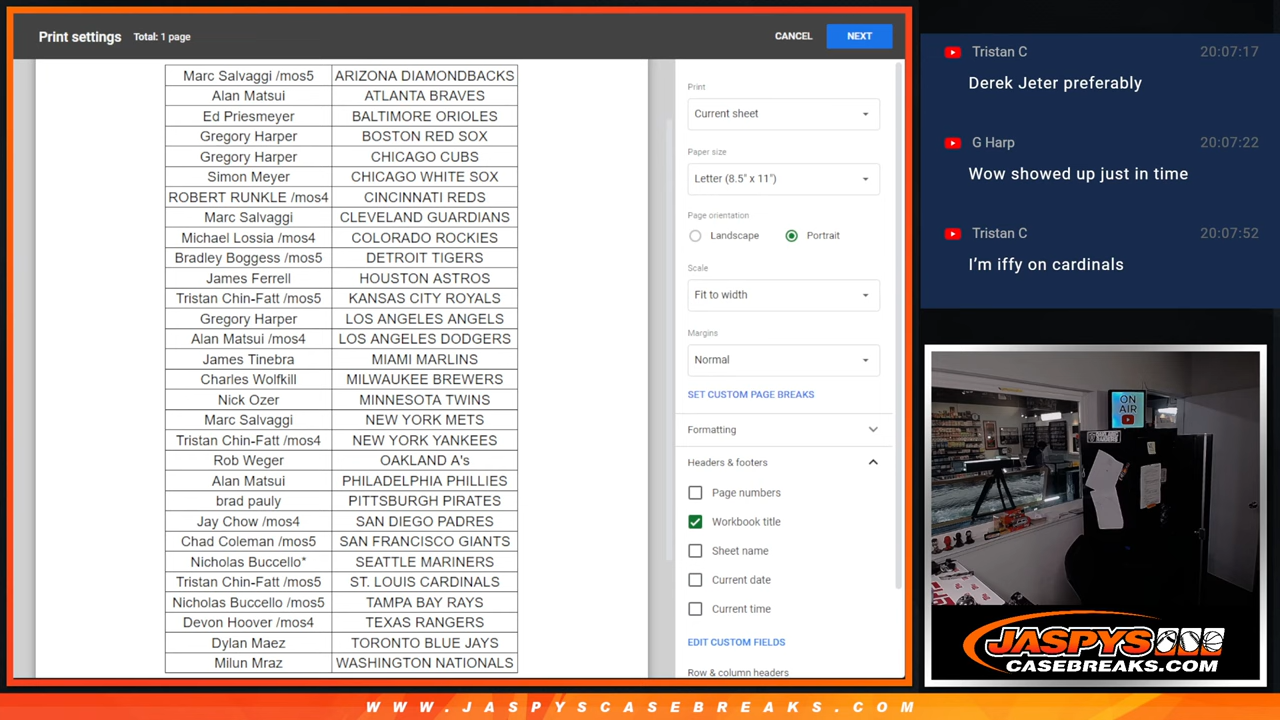 Print settings Total: 1 page CANCEL NEXT
Marc Salvaggi /mos5 ARIZONA DIAMONDBACKS
Alan Matsui ATLANTA BRAVES
Ed Priesmeyer BALTIMORE ORIOLES
Gregory Harper BOSTON RED SOX
Gregory Harper CHICAGO CUBS
Simon Meyer CHICAGO WHITE SOX
ROBERT RUNKLE /mos4 CINCINNATI REDS
Marc Salvaggi CLEVELAND GUARDIANS
Michael Lossia /mos4 COLORADO ROCKIES
Bradley Boggess /mos5 DETROIT TIGERS
James Ferrell HOUSTON ASTROS
Tristan Chin-Fatt /mos5 KANSAS CITY ROYALS
Gregory Harper LOS ANGELES ANGELS
Alan Matsui /mos4 LOS ANGELES DODGERS
James Tinebra MIAMI MARLINS
Charles Wolfkill MILWAUKEE BREWERS
Nick Ozer MINNESOTA TWINS
Marc Salvaggi NEW YORK METS
Tristan Chin-Fatt /mos4 NEW YORK YANKEES
Rob Weger OAKLAND A's
Alan Matsui PHILADELPHIA PHILLIES
brad pauly PITTSBURGH PIRATES
Jay Chow /mos4 SAN DIEGO PADRES
Chad Coleman /mos5 SAN FRANCISCO GIANTS
Nicholas Buccello* SEATTLE MARINERS
Tristan Chin-Fatt /mos5 ST. LOUIS CARDINALS
Nicholas Buccello /mos5 TAMPA BAY RAYS
Devon Hoover /mos4 TEXAS RANGERS
Dylan Maez TORONTO BLUE JAYS
Milun Mraz WASHINGTON NATIONALS
Print
Current sheet
Paper size
Letter (8.5" x 11")
Page orientation
Landscape Portrait
Scale
Fit to width
Margins
Normal
SET CUSTOM PAGE BREAKS
Formatting
Headers & footers
Page numbers
Workbook title
Sheet name
Current date
Current time
EDIT CUSTOM FIELDS
Row & column headers
Tristan C 20:07:17
Derek Jeter preferably
G Harp 20:07:22
Wow showed up just in time
Tristan C 20:07:52
I'm iffy on cardinals
ON
AIR
JASPYS
CASEBREAKS.COM
WWW.JASPYSCASEBREAKS.COM